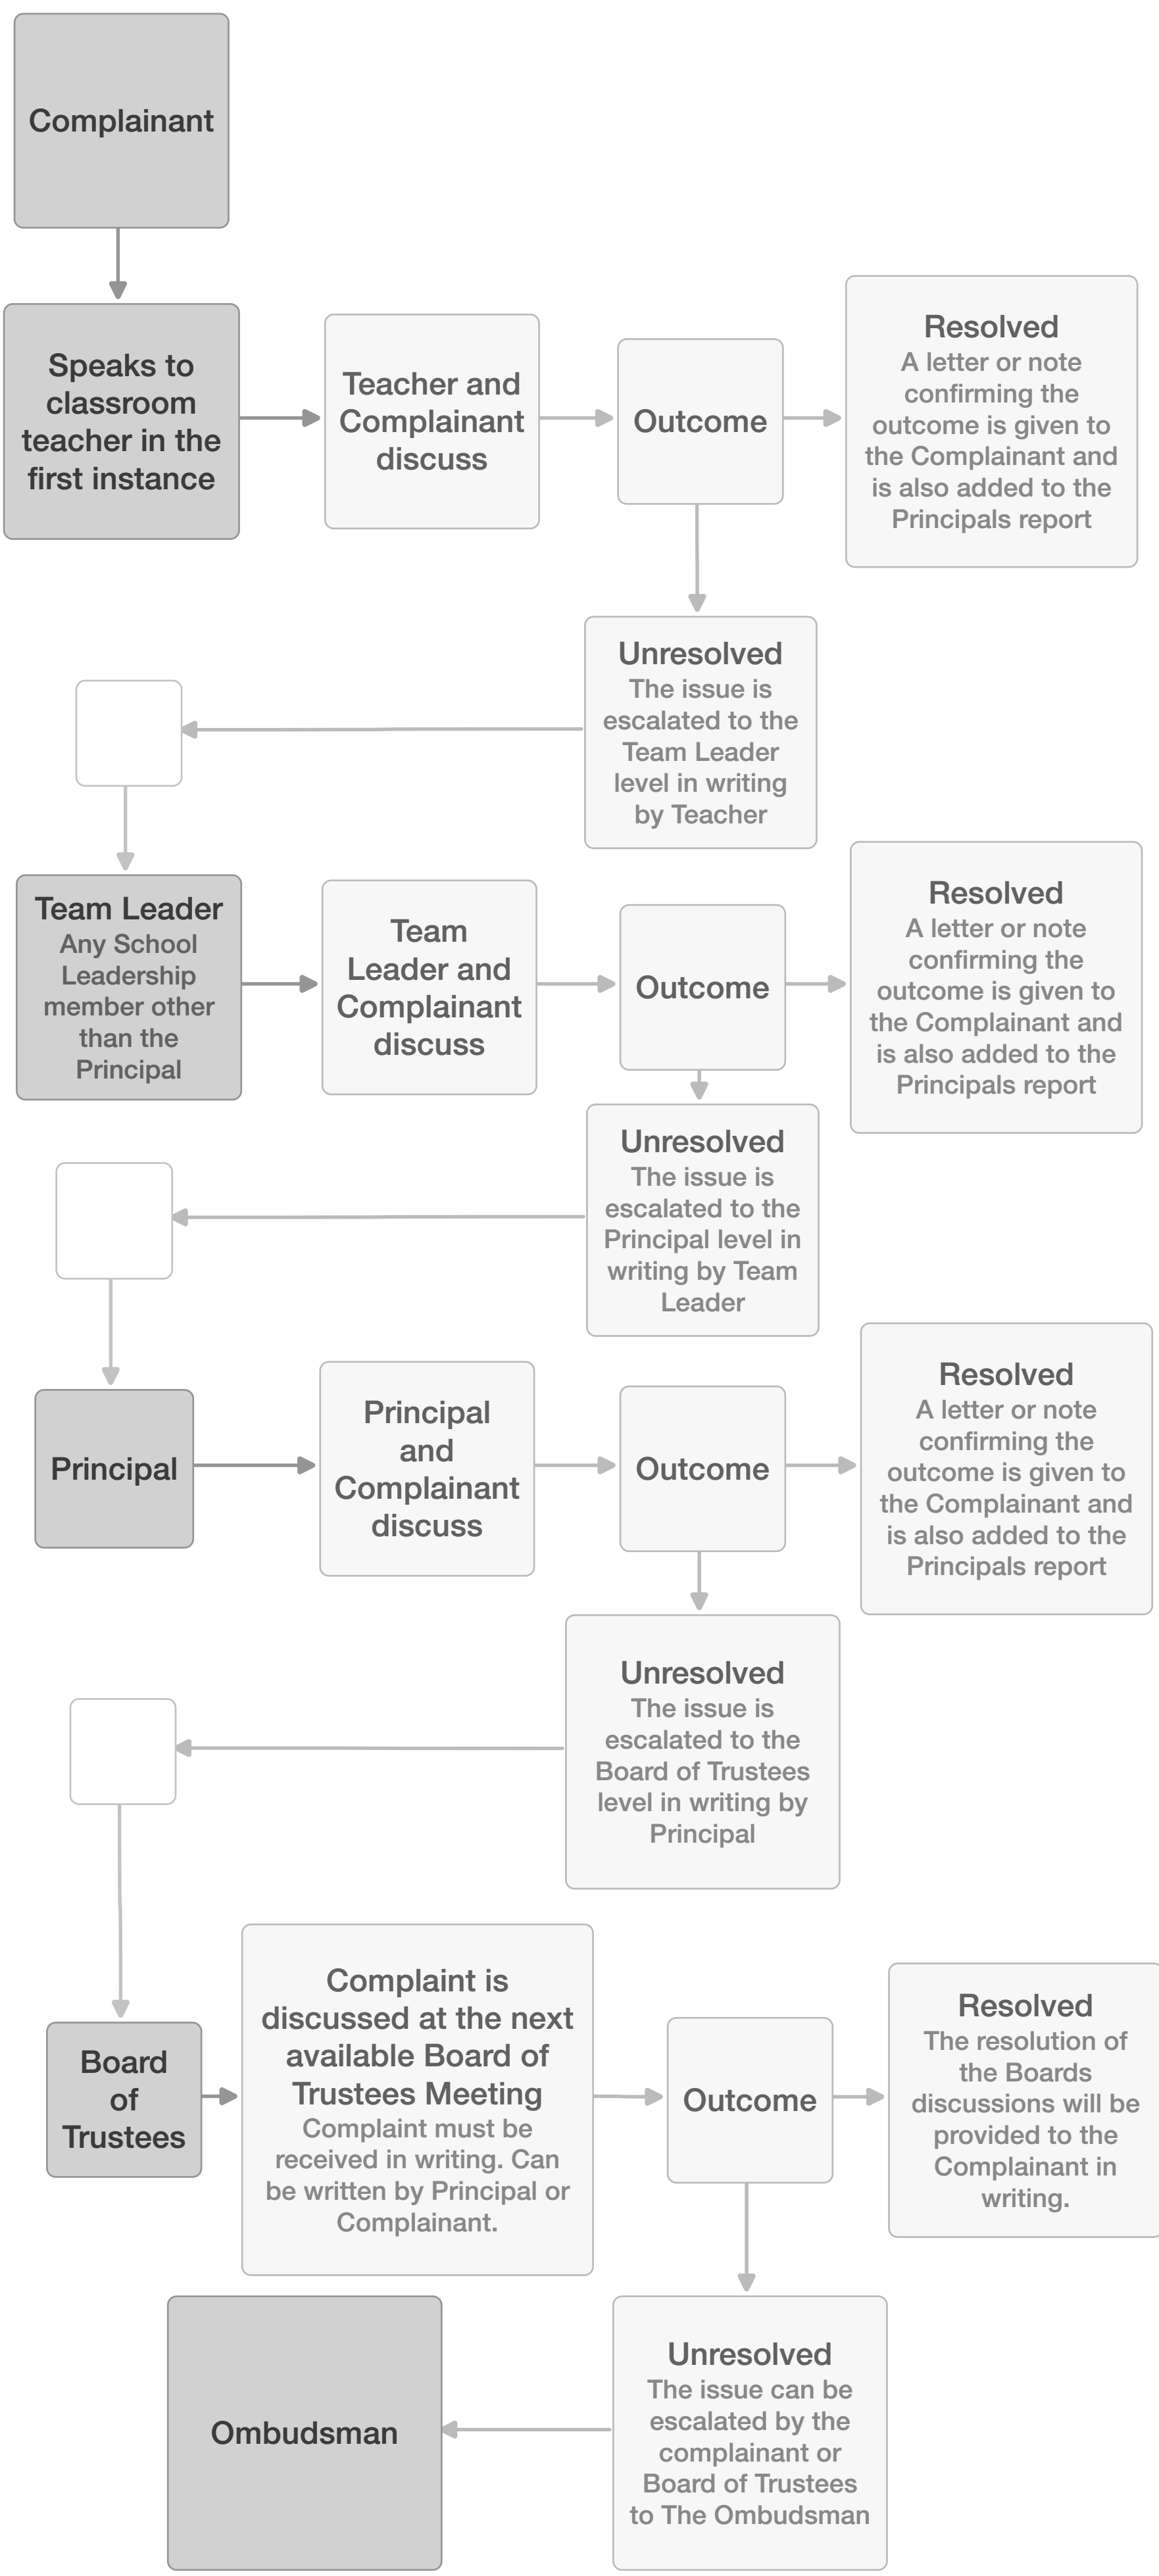 Complainant
Speaks to
classroom
teacher in the
first instance
Teacher and
Complainant
discuss
Outcome
Resolved
A letter or note
confirming the
outcome is given to
the Complainant and
is also added to the
Principals report
Unresolved
The issue is
escalated to the
Team Leader
level in writing
by Teacher
Team Leader
Any School
Leadership
member other
than the
Principal
Team
Leader and
Complainant
discuss
Outcome
Resolved
A letter or note
confirming the
outcome is given to
the Complainant and
is also added to the
Principals report
Unresolved
The issue is
escalated to the
Principal level in
writing by Team
Leader
Principal
Principal
and
Complainant
discuss
Outcome
Resolved
A letter or note
confirming the
outcome is given to
the Complainant and
is also added to the
Principals report
Unresolved
The issue is
escalated to the
Board of Trustees
level in writing by
Principal
Board
of
Trustees
Complaint is
discussed at the next
available Board of
Trustees Meeting
Complaint must be
received in writing. Can
be written by Principal or
Complainant.
Outcome
Resolved
The resolution of
the Boards
discussions will be
provided to the
Complainant in
writing.
Unresolved
The issue can be
escalated by the
complainant or
Board of Trustees
to The Ombudsman
Ombudsman